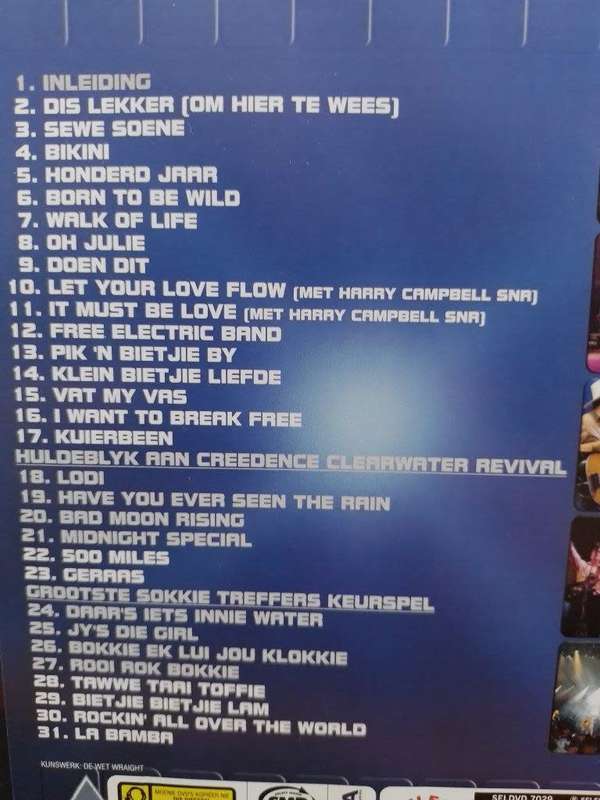 1. INLEIDING
2. DIS LEKKER (OM HIER TE WEES)
3. SEWE SOENE
4. BIKINI
5. HONDERD JAAR
6. BORN TO BE WILD
7. WALK OF LIFE
8. OH JULIE
9. DOEN DIT
10. LET YOUR LOVE FLOW (MET HARRY CAMPBELL SNR)
11. IT MUST BE LOVE (MET HARRY CAMPBELL SNR)
12. FREE ELECTRIC BAND
13. PIK 'N BIETJIE BY
14. KLEIN BIETJIE LIEFDE
15. VAT MY VAS
16. I WANT TO BREAK FREE
17. KUIERBEEN
HULDEBLYK AAN CREEDENCE CLEARWATER REVIVAL
18. LODI
19. HAVE YOU EVER SEEN THE RAIN
20. BAD MOON RISING
21. MIDNIGHT SPECIAL
22. 500 MILES
23. GERAAS
GROOTSTE SOKKIE TREFFERS KEURSPEL
24. DAAR'S IETS INNIE WATER
25. JY'S DIE GIRL
26. BOKKIE EK LUI JOU KLOKKIE
27. ROOI ROK BOKKIE
28. TAWWE TAAI TOFFIE
29. BIETJIE BIETJIE LAM
30. ROCKIN' ALL OVER THE WORLD
31. LA BAMBA
KUNSWERK: DE WET WRAIGHT
MOENIE DVD'S KOPIEER NIE
SELDVD 7029